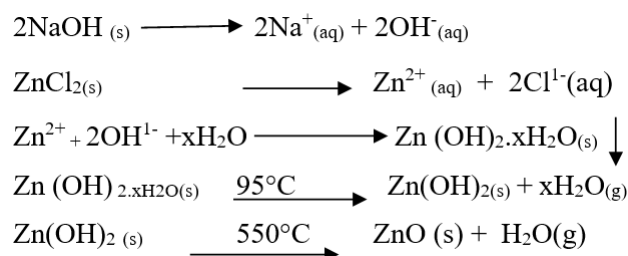 2NaOH (s) ⟶ 2Na⁺(aq) + 2OH⁻(aq)
ZnCl₂(s) ⟶ Zn²⁺ (aq) + 2Cl¹⁻(aq)
Zn²⁺ + 2OH¹⁻ +xH₂O ⟶ Zn (OH)₂.xH₂O(s) ↓
Zn (OH) 2.xH2O(s) 95°C ⟶ Zn(OH)₂(s) + xH₂O(g)
Zn(OH)₂ (s) 550°C ⟶ ZnO (s) + H₂O(g)